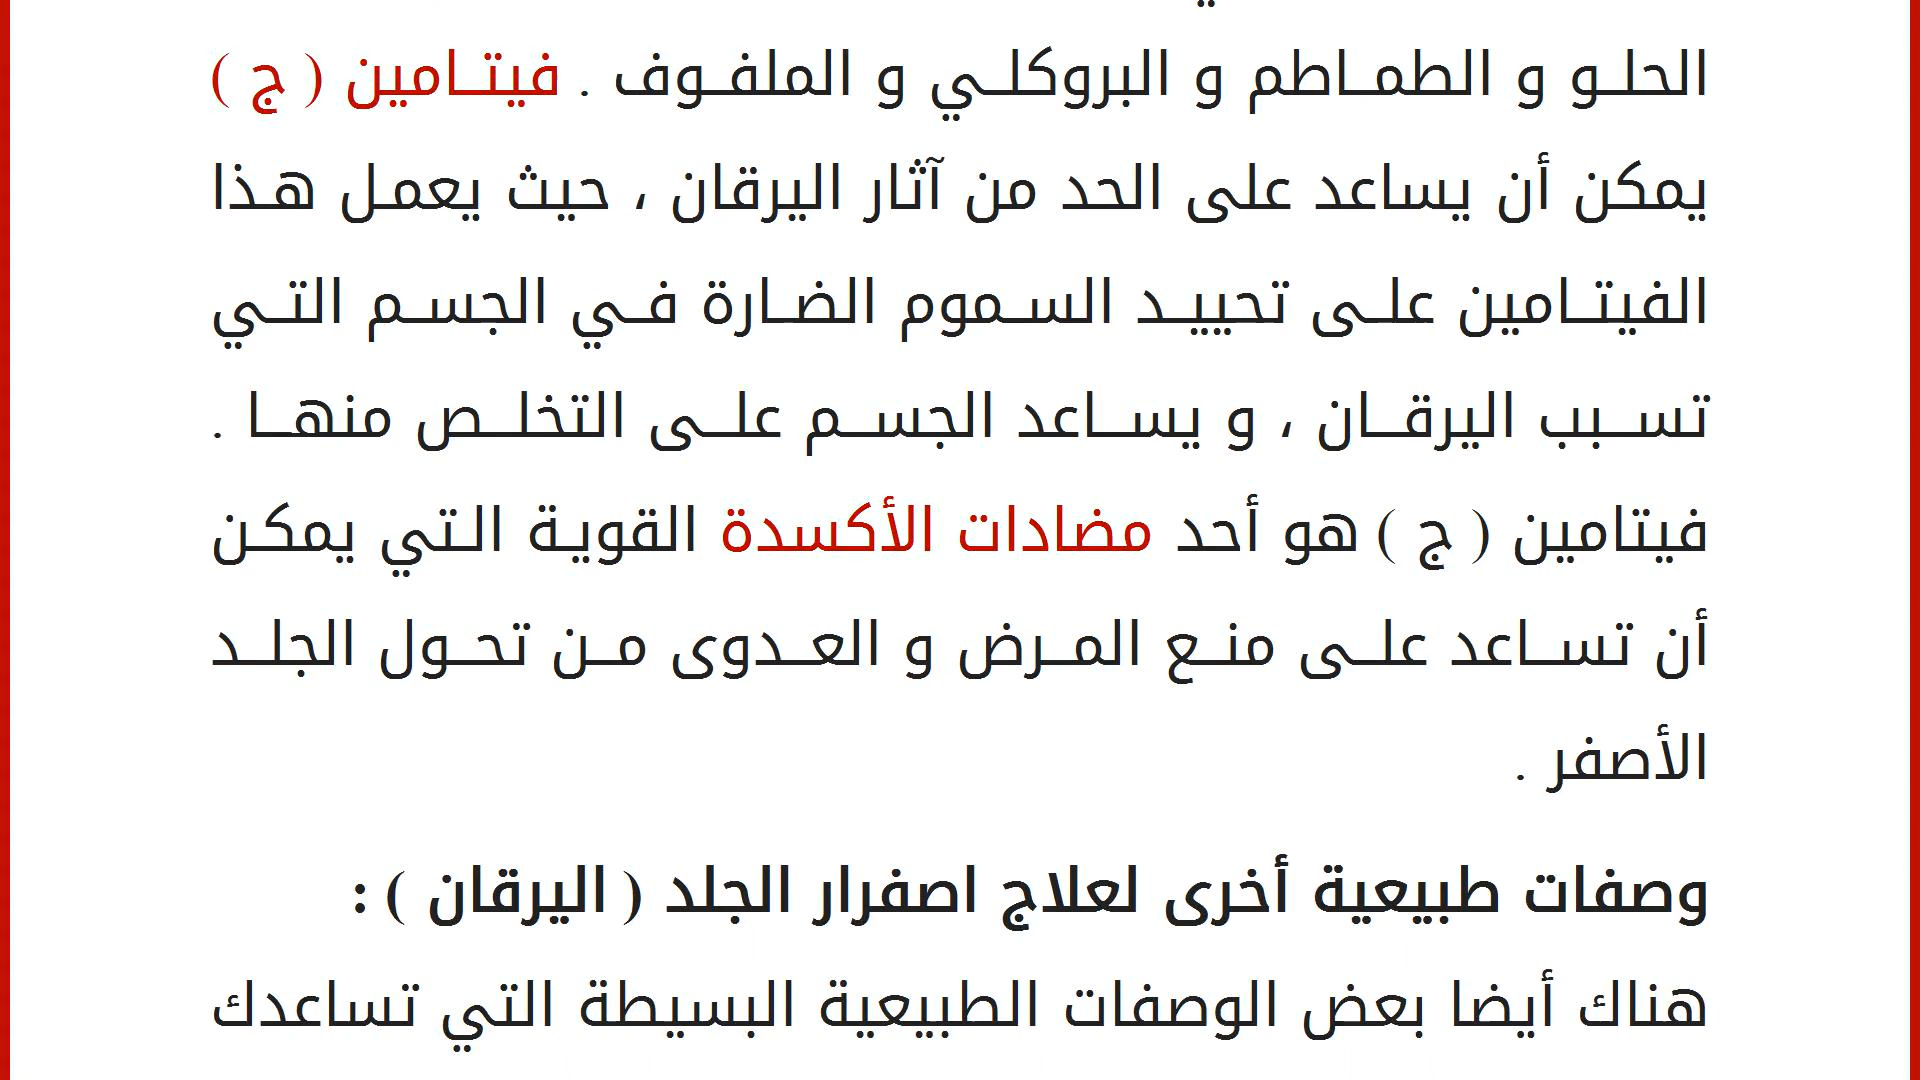 الحلو و الطماطم و البروكلي و الملفوف . فيتامين ( ج )
يمكن أن يساعد على الحد من آثار اليرقان ، حيث يعمل هذا
الفيتامين على تحييد السموم الضارة في الجسم التي
تسبب اليرقان ، و يساعد الجسم على التخلص منها .
فيتامين ( ج ) هو أحد مضادات الأكسدة القوية التي يمكن
أن تساعد على منع المرض و العدوى من تحول الجلد
الأصفر .
وصفات طبيعية أخرى لعلاج اصفرار الجلد ( اليرقان ) :
هناك أيضا بعض الوصفات الطبيعية البسيطة التي تساعدك